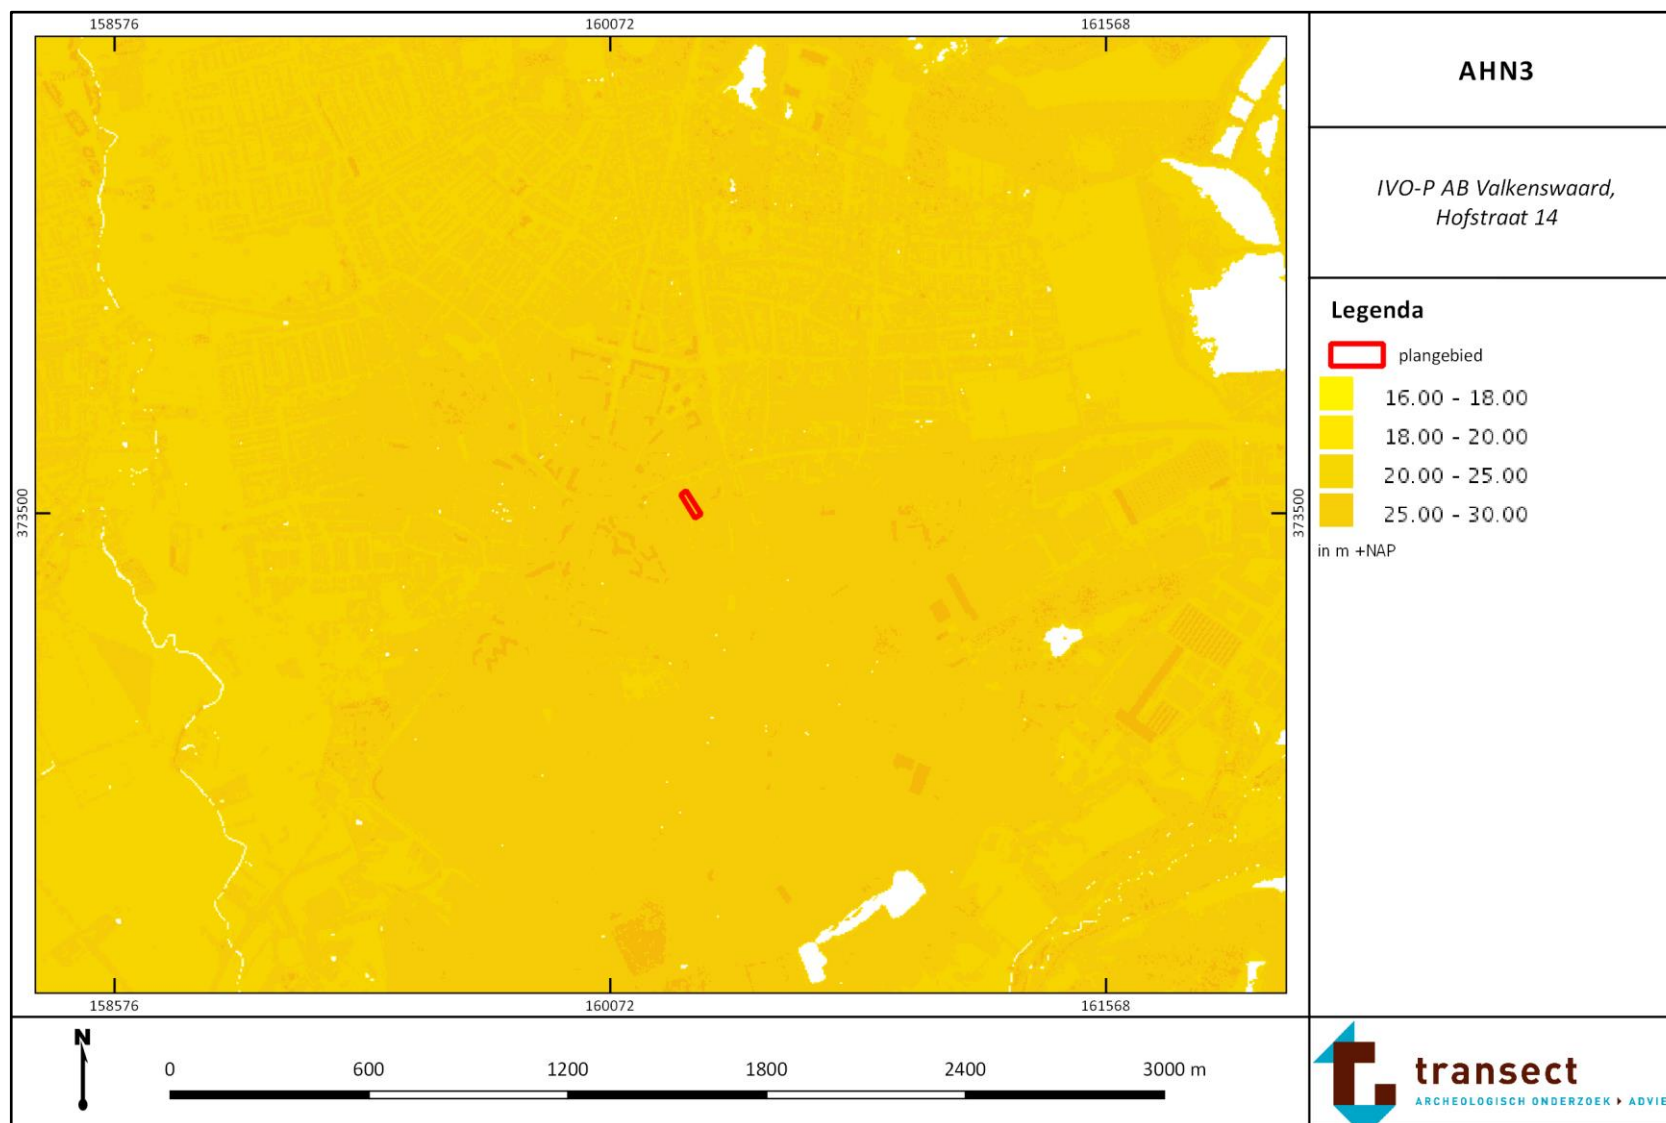 158576 160072 161568
373500 373500
158576 160072 161568
N
0 600 1200 1800 2400 3000 m
AHN3
IVO-P AB Valkenswaard,
Hofstraat 14
Legenda
plangebied
16.00 - 18.00
18.00 - 20.00
20.00 - 25.00
25.00 - 30.00
in m +NAP
transect
ARCHEOLOGISCH ONDERZOEK ▸ ADVIE